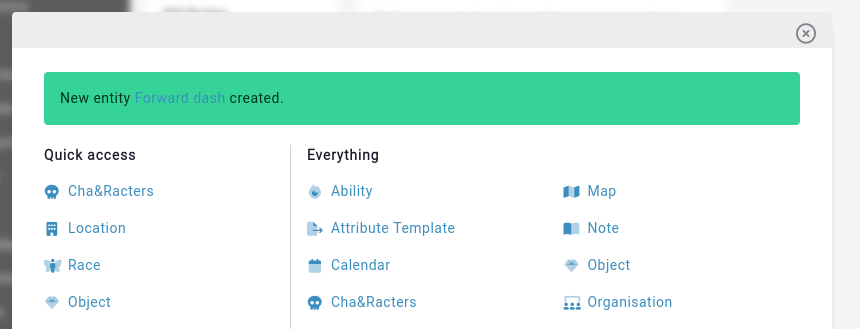 New entity Forward dash created.
Quick access
Cha&Racters
Location
Race
Object
Everything
Ability
Attribute Template
Calendar
Cha&Racters
Map
Note
Object
Organisation